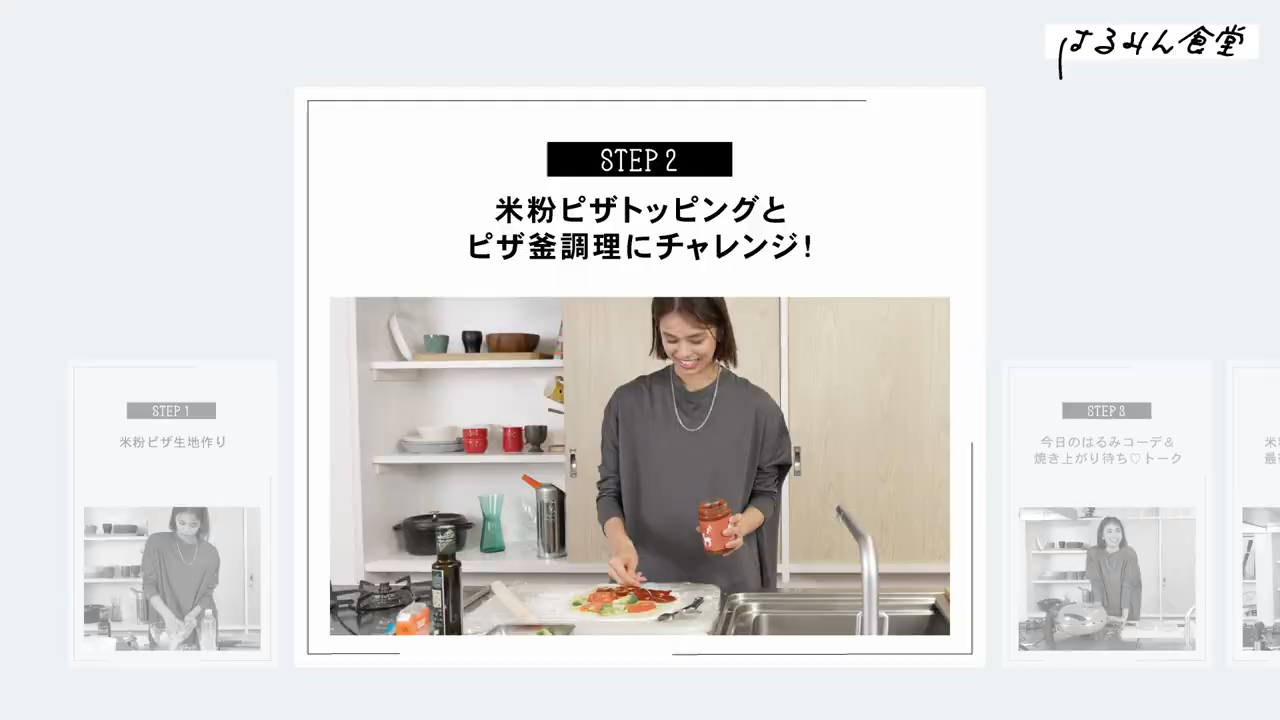 はるみん食堂
STEP 2
米粉ピザトッピングと
ピザ釜調理にチャレンジ！
STEP 1
米粉ピザ生地作り
STEP 3
今日のはるみコーデ＆
焼き上がり待ち♡トーク